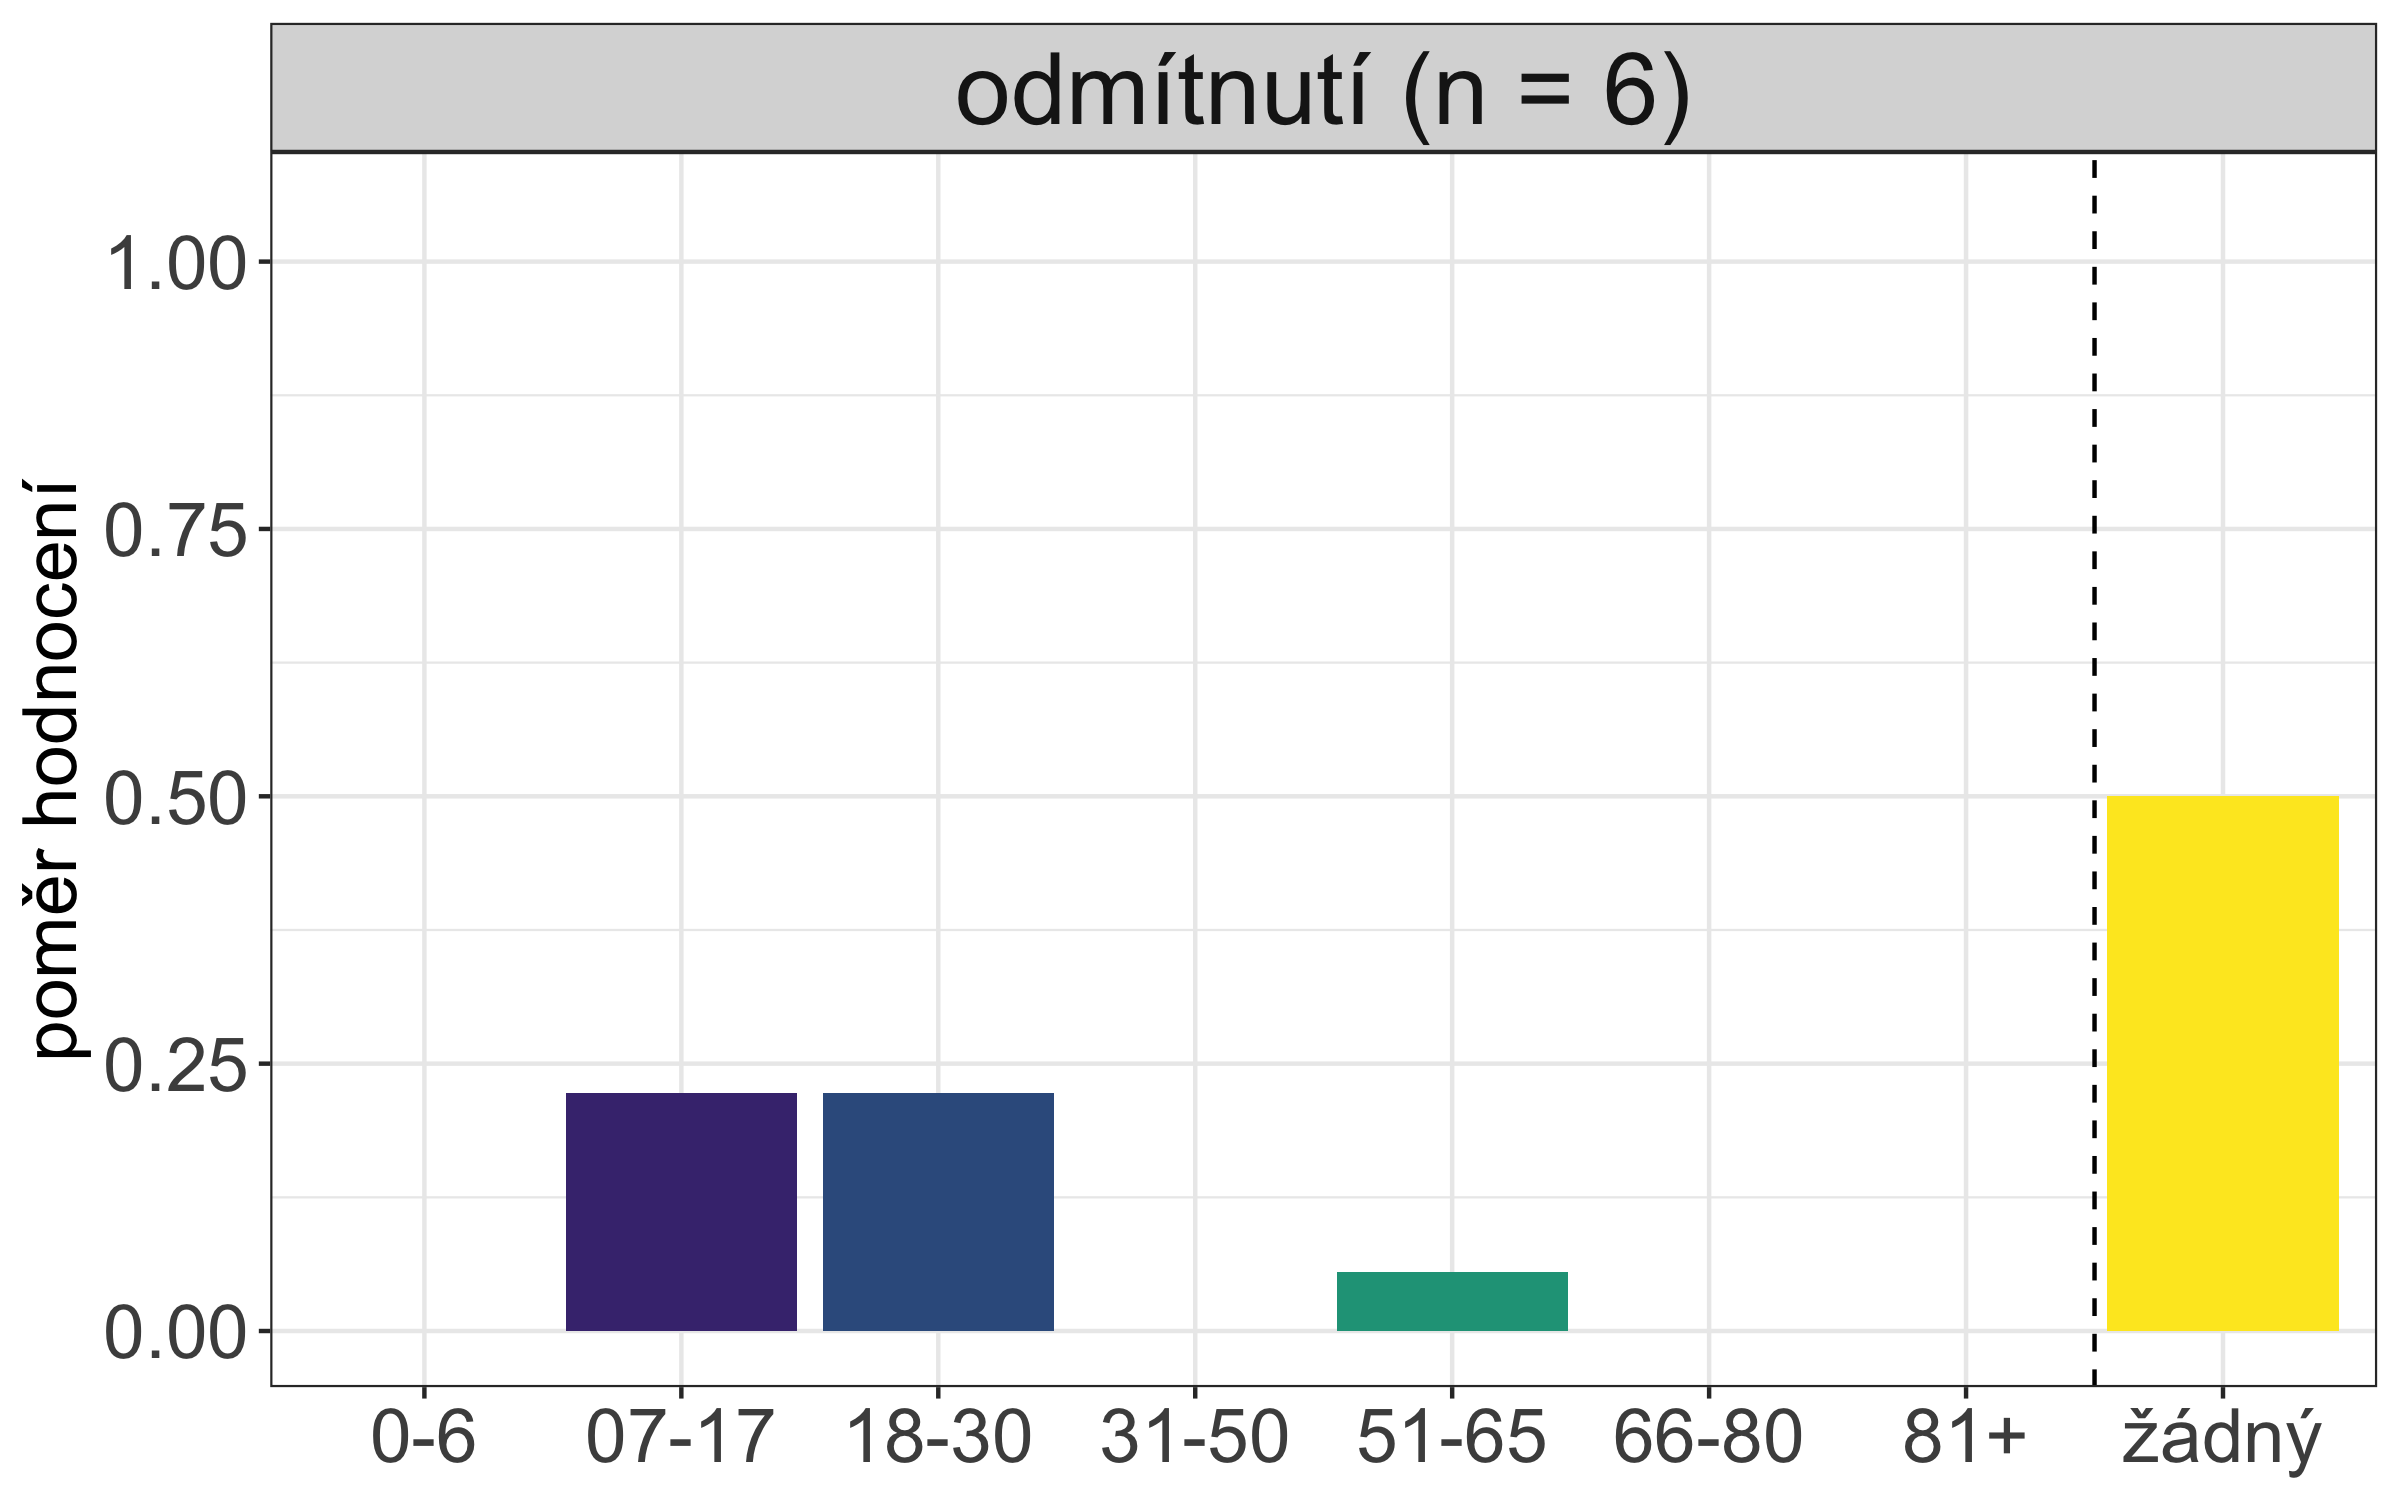 odmítnutí (n = 6)
poměr hodnocení
1.00
0.75
0.50
0.25
0.00
0-6 07-17 18-30 31-50 51-65 66-80 81+ žádný